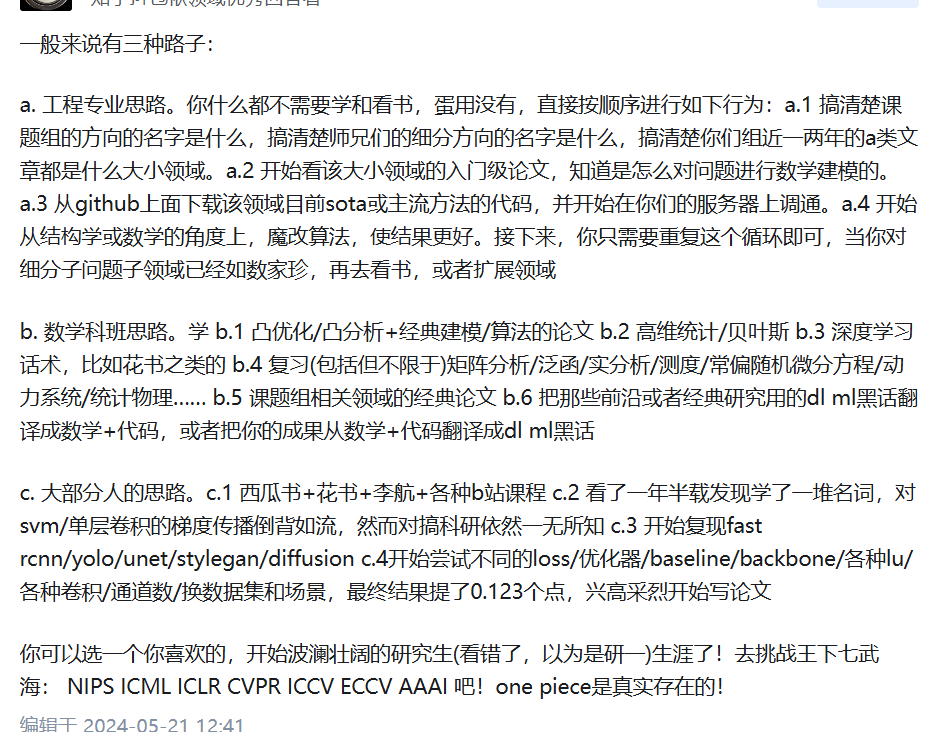 一般来说有三种路子：
a. 工程专业思路。你什么都不需要学和看书，蛋用没有，直接按顺序进行如下行为：a.1 搞清楚课
题组的方向的名字是什么，搞清楚师兄们的细分方向的名字是什么，搞清楚你们组近一两年的a类文
章都是什么大小领域。a.2 开始看该大小领域的入门级论文，知道是怎么对问题进行数学建模的。
a.3 从github上面下载该领域目前sota或主流方法的代码，并开始在你们的服务器上调通。a.4 开始
从结构学或数学的角度上，魔改算法，使结果更好。接下来，你只需要重复这个循环即可，当你对
细分子问题子领域已经如数家珍，再去看书，或者扩展领域
b. 数学科班思路。学 b.1 凸优化/凸分析+经典建模/算法的论文 b.2 高维统计/贝叶斯 b.3 深度学习
话术，比如花书之类的 b.4 复习(包括但不限于)矩阵分析/泛函/实分析/测度/常偏随机微分方程/动
力系统/统计物理…… b.5 课题组相关领域的经典论文 b.6 把那些前沿或者经典研究用的dl ml黑话翻
译成数学+代码，或者把你的成果从数学+代码翻译成dl ml黑话
c. 大部分人的思路。c.1 西瓜书+花书+李航+各种b站课程 c.2 看了一年半载发现学了一堆名词，对
svm/单层卷积的梯度传播倒背如流，然而对搞科研依然一无所知 c.3 开始复现fast
rcnn/yolo/unet/stylegan/diffusion c.4开始尝试不同的loss/优化器/baseline/backbone/各种lu/
各种卷积/通道数/换数据集和场景，最终结果提了0.123个点，兴高采烈开始写论文
你可以选一个你喜欢的，开始波澜壮阔的研究生(看错了，以为是研一)生涯了！去挑战王下七武
海： NIPS ICML ICLR CVPR ICCV ECCV AAAI 吧！one piece是真实存在的！
编辑于 2024-05-21 12:41